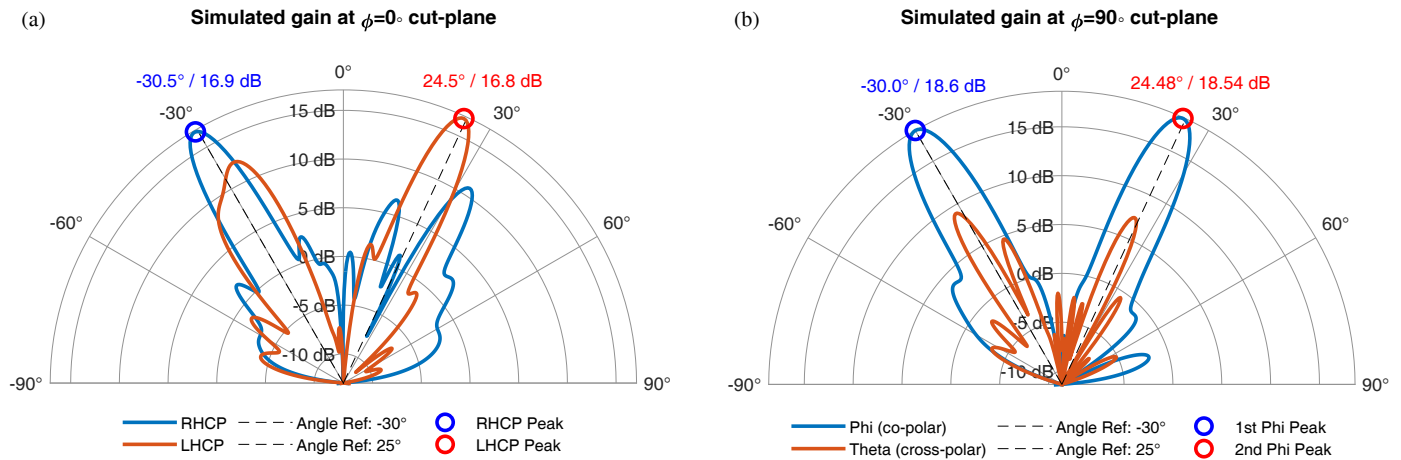 (a)
Simulated gain at ϕ=0∘ cut-plane
-30.5° / 16.9 dB
0°
24.5° / 16.8 dB
-30°
30°
15 dB
10 dB
-60°
60°
5 dB
0 dB
-5 dB
-10 dB
-90°
90°
RHCP
Angle Ref: -30°
RHCP Peak
LHCP
Angle Ref: 25°
LHCP Peak
(b)
Simulated gain at ϕ=90∘ cut-plane
-30.0° / 18.6 dB
0°
24.48° / 18.54 dB
-30°
30°
15 dB
10 dB
-60°
60°
5 dB
0 dB
-5 dB
-10 dB
-90°
90°
Phi (co-polar)
Angle Ref: -30°
1st Phi Peak
Theta (cross-polar)
Angle Ref: 25°
2nd Phi Peak